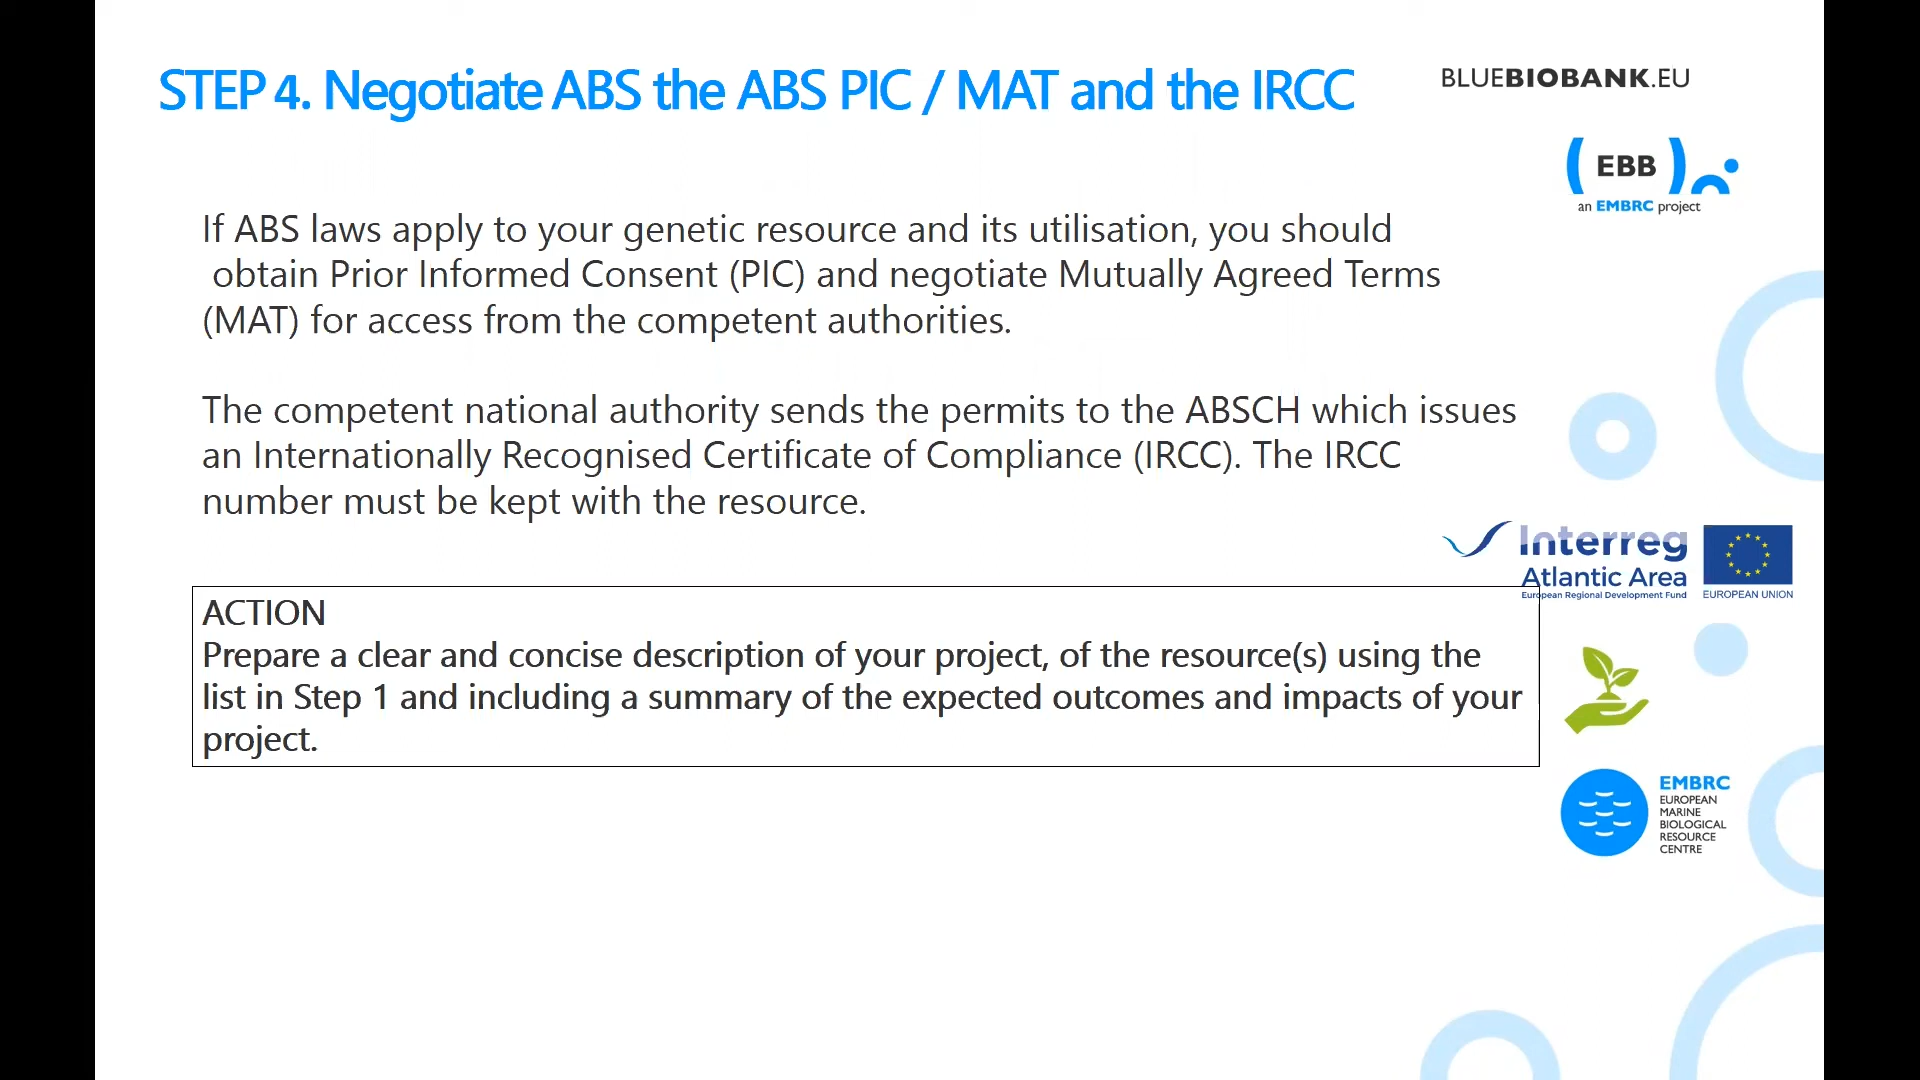 STEP 4. Negotiate ABS the ABS PIC / MAT and the IRCC
BLUEBIOBANK.EU
( EBB )
an EMBRC project
If ABS laws apply to your genetic resource and its utilisation, you should
obtain Prior Informed Consent (PIC) and negotiate Mutually Agreed Terms
(MAT) for access from the competent authorities.
The competent national authority sends the permits to the ABSCH which issues
an Internationally Recognised Certificate of Compliance (IRCC). The IRCC
number must be kept with the resource.
Interreg
Atlantic Area
European Regional Development Fund
EUROPEAN UNION
ACTION
Prepare a clear and concise description of your project, of the resource(s) using the
list in Step 1 and including a summary of the expected outcomes and impacts of your
project.
EMBRC
EUROPEAN
MARINE
BIOLOGICAL
RESOURCE
CENTRE